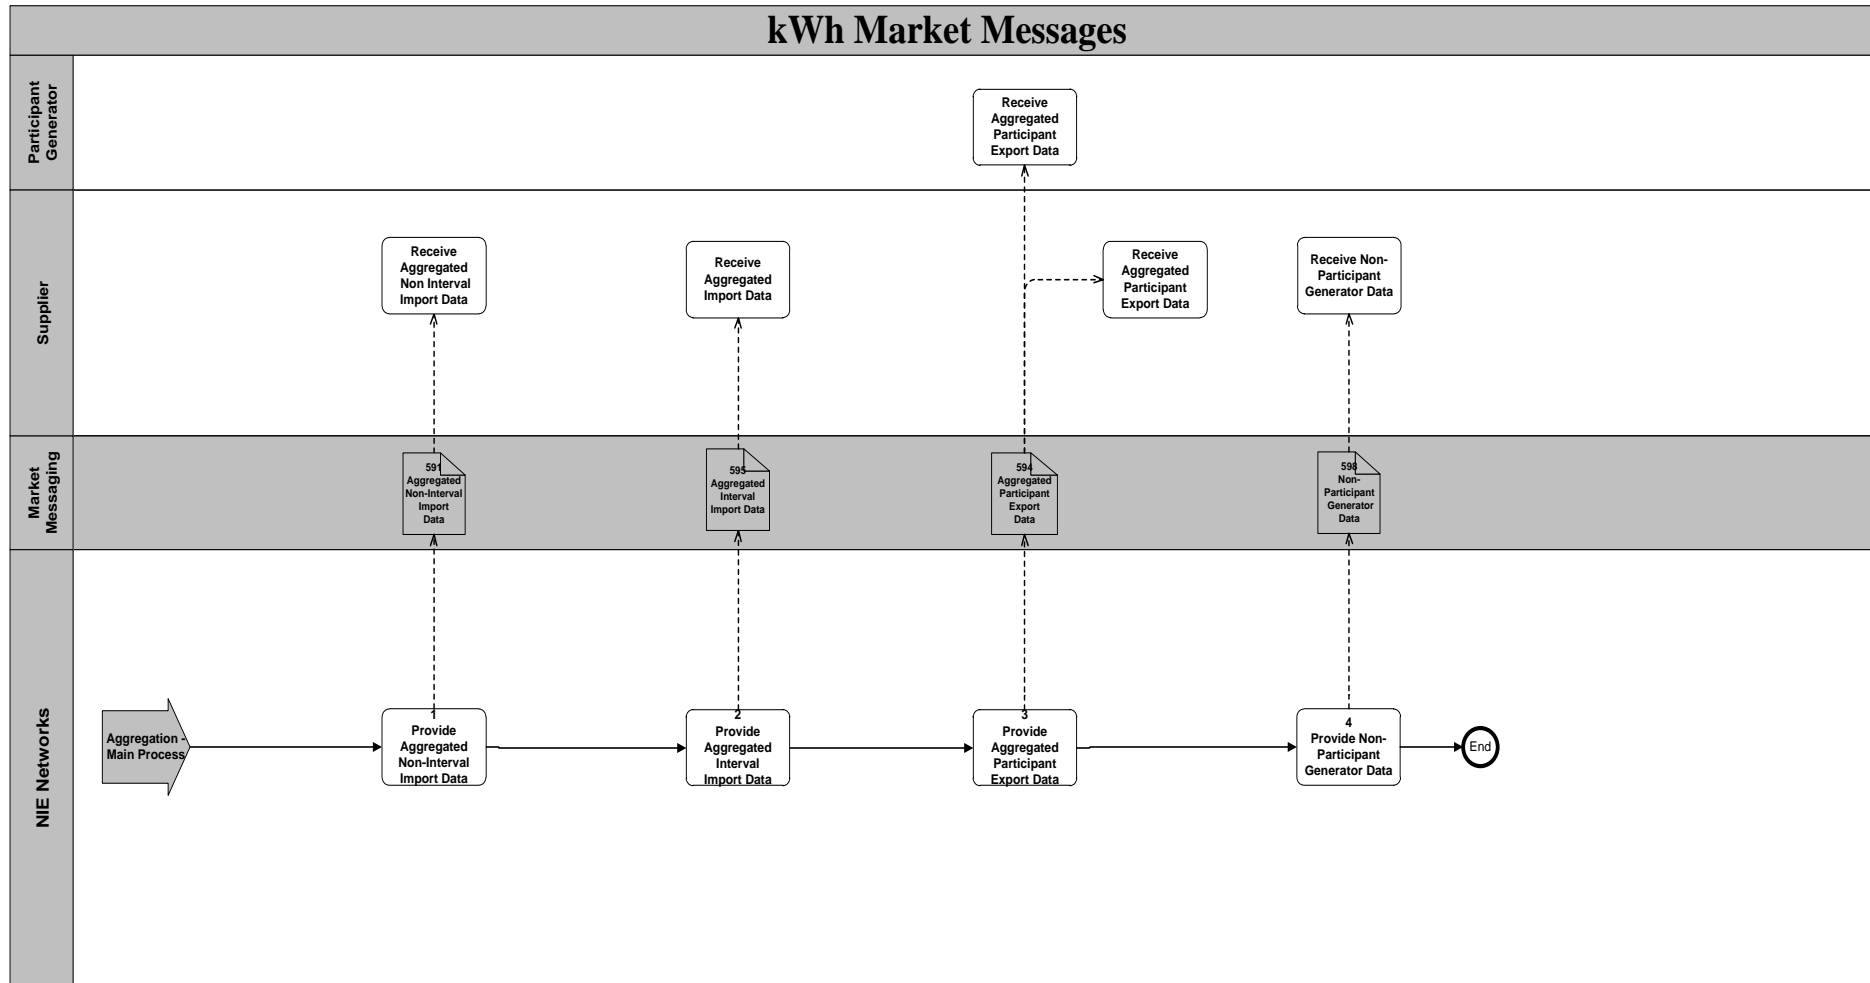 kWh Market Messages
Participant
Generator
Receive
Aggregated
Participant
Export Data
Supplier
Receive
Aggregated
Non Interval
Import Data
Receive
Aggregated
Import Data
Receive
Aggregated
Participant
Export Data
Receive Non-
Participant
Generator Data
Market
Messaging
591
Aggregated
Non-Interval
Import
Data
595
Aggregated
Interval
Import Data
594
Aggregated
Participant
Export
Data
598
Non-
Participant
Generator
Data
NIE Networks
Aggregation -
Main Process
1
Provide
Aggregated
Non-Interval
Import Data
2
Provide
Aggregated
Interval
Import Data
3
Provide
Aggregated
Participant
Export Data
4
Provide Non-
Participant
Generator Data
End